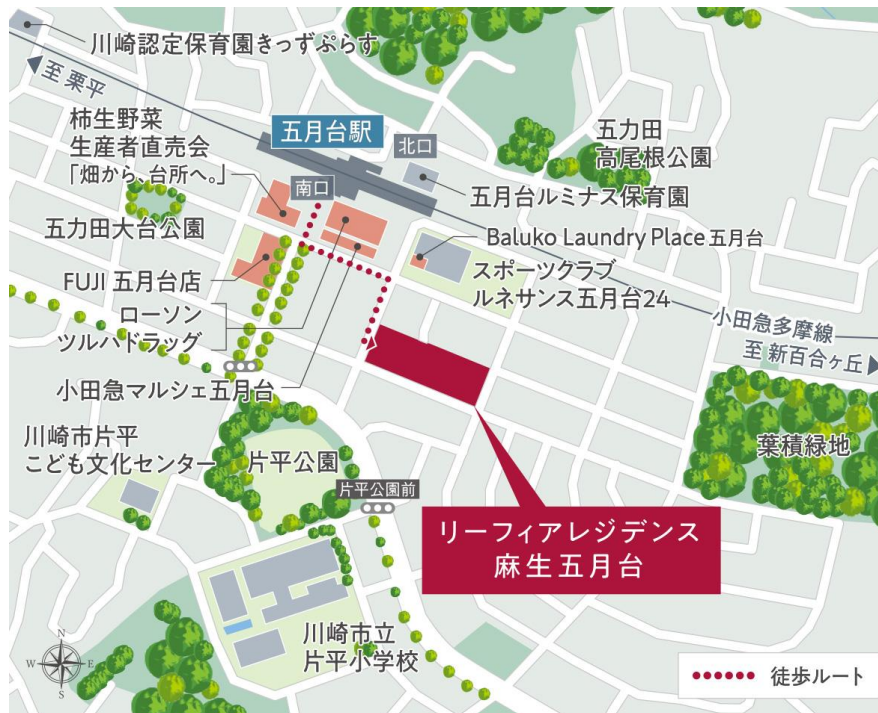 川崎認定保育園きっずぷらす
至 栗平
五月台駅
北口
南口
柿生野菜
生産者直売会
「畑から、台所へ。」
五力田
高尾根公園
五月台ルミナス保育園
五力田大台公園
Baluko Laundry Place 五月台
スポーツクラブ
ルネサンス五月台24
FUJI 五月台店
ローソン
ツルハドラッグ
小田急多摩線
至 新百合ヶ丘
小田急マルシェ五月台
川崎市片平
こども文化センター
片平公園
片平公園前
葉積緑地
リーフィアレジデンス
麻生五月台
川崎市立
片平小学校
N
W
E
S
徒歩ルート